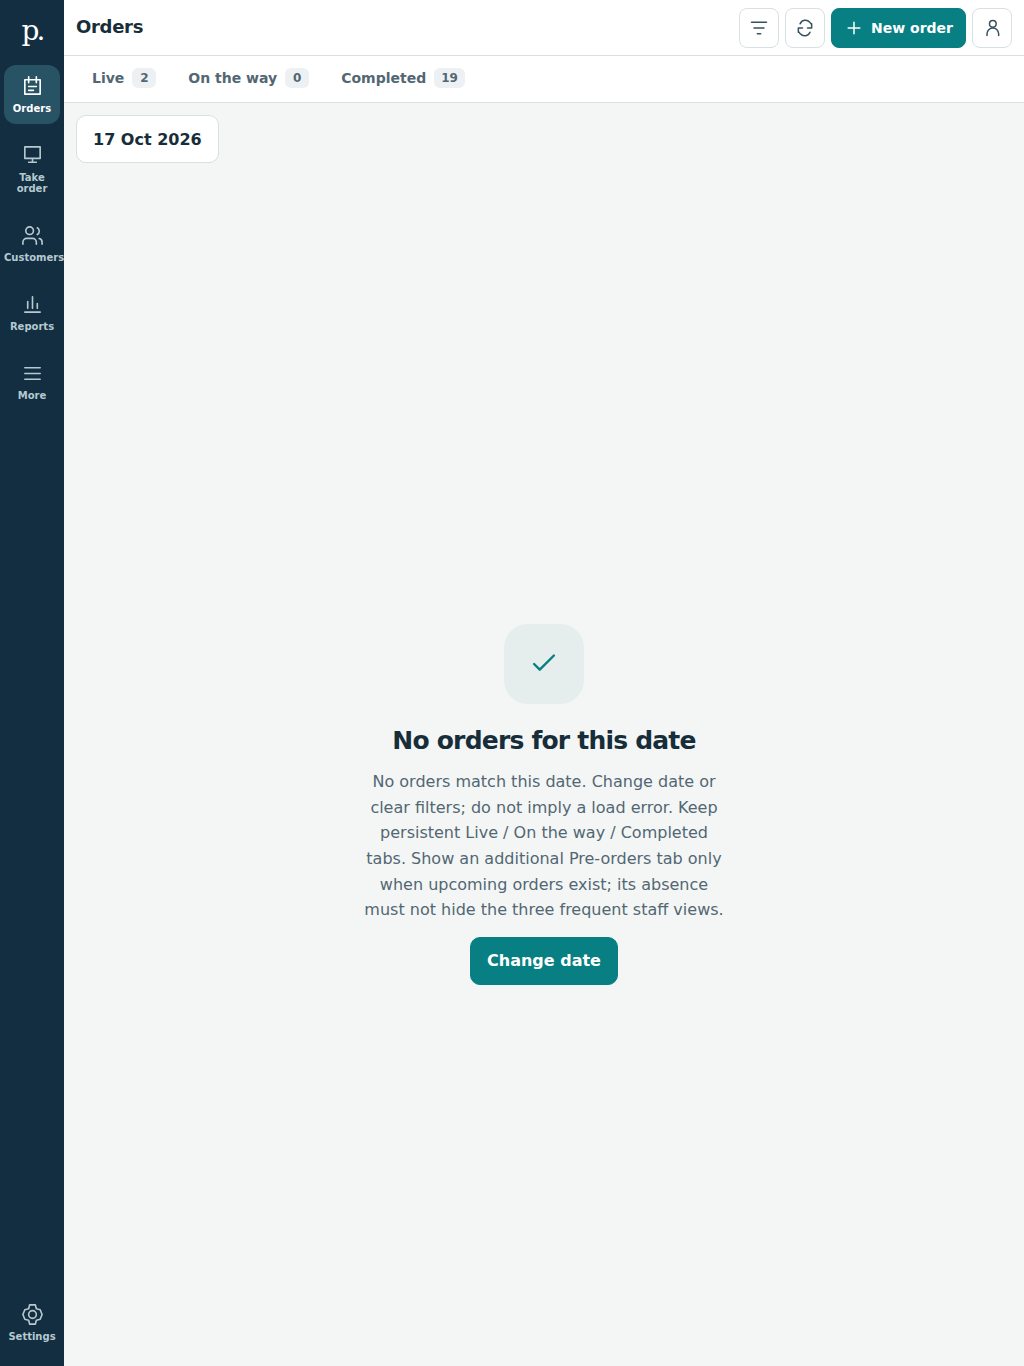 p.
Orders
New order
Orders
Live 2 On the way 0 Completed 19
17 Oct 2026
Take
order
Customers
Reports
More
No orders for this date
No orders match this date. Change date or
clear filters; do not imply a load error. Keep
persistent Live / On the way / Completed
tabs. Show an additional Pre-orders tab only
when upcoming orders exist; its absence
must not hide the three frequent staff views.
Change date
Settings